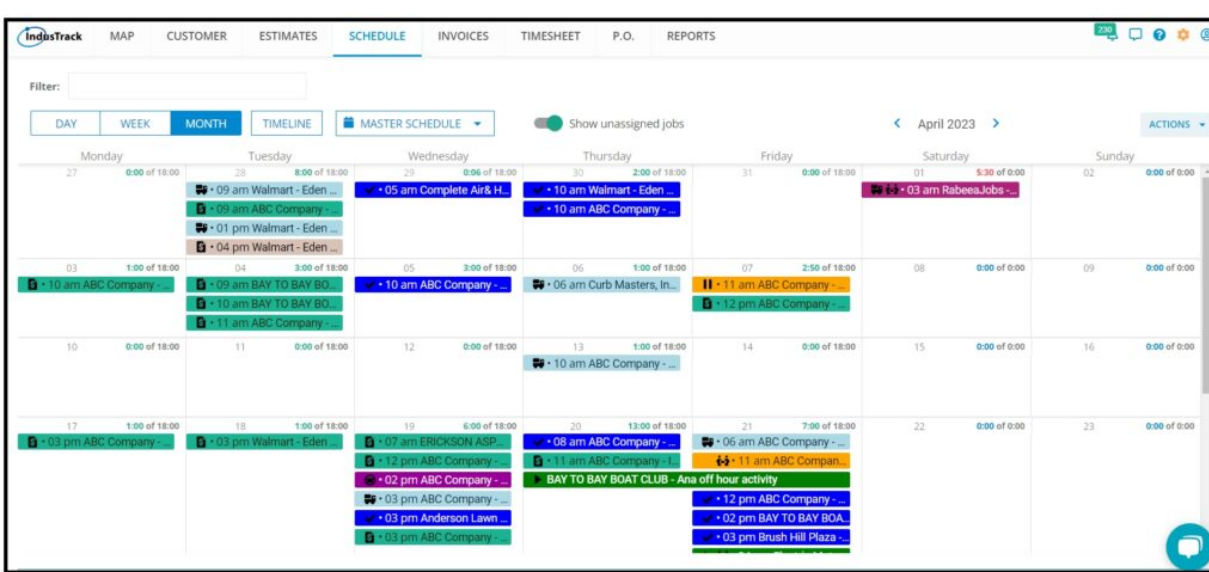 IndusTrack MAP CUSTOMER ESTIMATES SCHEDULE INVOICES TIMESHEET P.O. REPORTS 230
Filter:
DAY WEEK MONTH TIMELINE MASTER SCHEDULE Show unassigned jobs April 2023 ACTIONS
Monday Tuesday Wednesday Thursday Friday Saturday Sunday
27 0:00 of 18:00 28 8:00 of 18:00 29 0:06 of 18:00 30 2:00 of 18:00 31 0:00 of 18:00 01 5:30 of 0:00 02 0:00 of 0:00
• 09 am Walmart - Eden ... • 05 am Complete Air& H... • 10 am Walmart - Eden ... • 03 am RabeeaJobs -...
• 09 am ABC Company - ... • 10 am ABC Company - ...
• 01 pm Walmart - Eden ...
• 04 pm Walmart - Eden ...
03 1:00 of 18:00 04 3:00 of 18:00 05 3:00 of 18:00 06 1:00 of 18:00 07 2:50 of 18:00 08 0:00 of 0:00 09 0:00 of 0:00
• 10 am ABC Company - ... • 09 am BAY TO BAY BO... • 10 am ABC Company - ... • 06 am Curb Masters, In... • 11 am ABC Company - ...
• 10 am BAY TO BAY BO... • 12 pm ABC Company - ...
• 11 am ABC Company - ...
10 0:00 of 18:00 11 0:00 of 18:00 12 0:00 of 18:00 13 1:00 of 18:00 14 0:00 of 18:00 15 0:00 of 0:00 16 0:00 of 0:00
• 10 am ABC Company - ...
17 1:00 of 18:00 18 1:00 of 18:00 19 6:00 of 18:00 20 13:00 of 18:00 21 7:00 of 18:00 22 0:00 of 0:00 23 0:00 of 0:00
• 03 pm ABC Company - ... • 03 pm Walmart - Eden ... • 07 am ERICKSON ASP... • 08 am ABC Company - ... • 06 am ABC Company - ...
• 12 pm ABC Company - ... • 11 am ABC Company - I... • 11 am ABC Compan...
• 02 pm ABC Company - ... BAY TO BAY BOAT CLUB - Ana off hour activity
• 03 pm ABC Company - ... • 12 pm ABC Company - ...
• 03 pm Anderson Lawn ... • 02 pm BAY TO BAY BOA...
• 03 pm ABC Company - ... • 03 pm Brush Hill Plaza -...